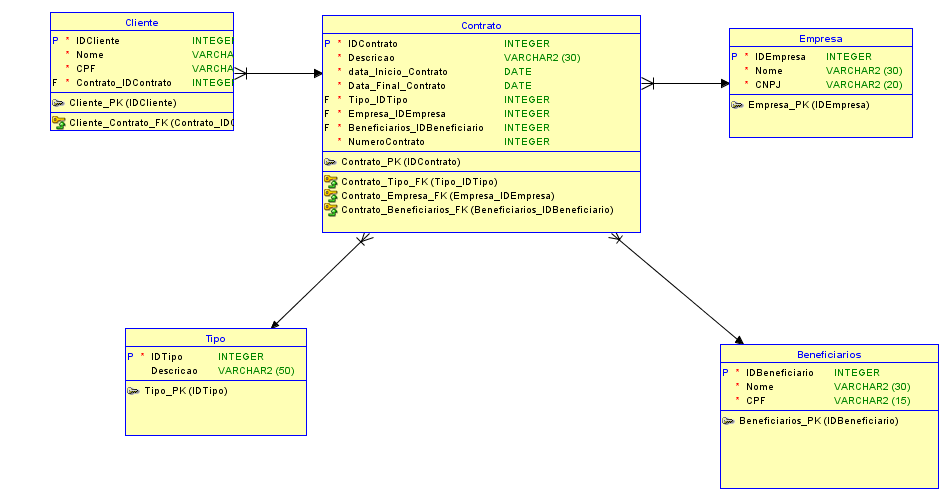 Cliente
P * IDCliente INTEGE
* Nome VARCHA
* CPF VARCHA
F * Contrato_IDContrato INTEGE
Cliente_PK (IDCliente)
Cliente_Contrato_FK (Contrato_ID
Contrato
P * IDContrato INTEGER
* Descricao VARCHAR2 (30)
* data_Inicio_Contrato DATE
* Data_Final_Contrato DATE
F * Tipo_IDTipo INTEGER
F * Empresa_IDEmpresa INTEGER
F * Beneficiarios_IDBeneficiario INTEGER
* NumeroContrato INTEGER
Contrato_PK (IDContrato)
Contrato_Tipo_FK (Tipo_IDTipo)
Contrato_Empresa_FK (Empresa_IDEmpresa)
Contrato_Beneficiarios_FK (Beneficiarios_IDBeneficiario)
Empresa
P * IDEmpresa INTEGER
* Nome VARCHAR2 (30)
* CNPJ VARCHAR2 (20)
Empresa_PK (IDEmpresa)
Tipo
P * IDTipo INTEGER
Descricao VARCHAR2 (50)
Tipo_PK (IDTipo)
Beneficiarios
P * IDBeneficiario INTEGER
* Nome VARCHAR2 (30)
* CPF VARCHAR2 (15)
Beneficiarios_PK (IDBeneficiario)